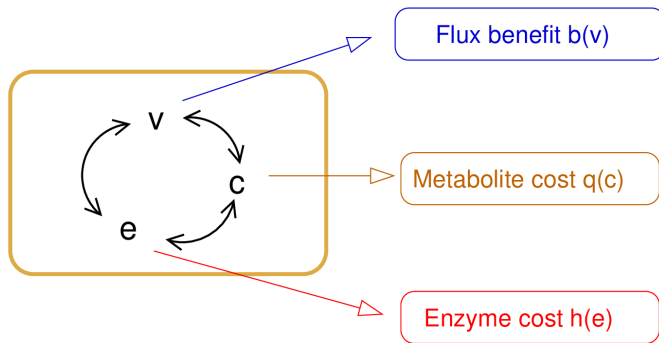 Flux benefit b(v)
v
c
Metabolite cost q(c)
e
Enzyme cost h(e)